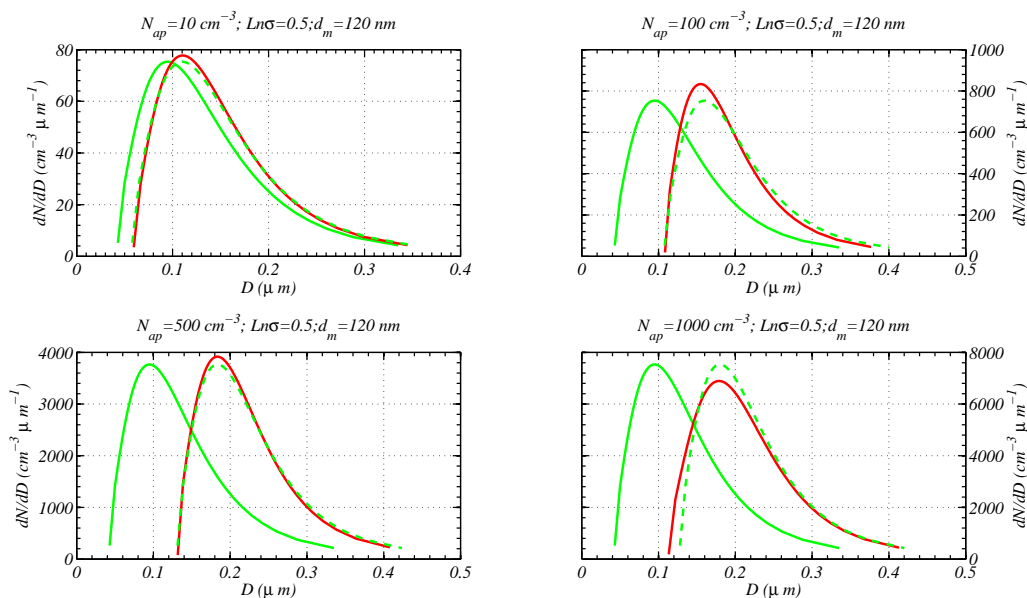 N_ap=10 cm^−3; Lnσ=0.5;d_m=120 nm
dN/dD (cm^−3 μ m^−1)
80
60
40
20
0
0 0.1 0.2 0.3 0.4
D (μ m)
N_ap=100 cm^−3; Lnσ=0.5;d_m=120 nm
1000
800
600
400
200
0
dN/dD (cm^−3 μ m^−1)
0 0.1 0.2 0.3 0.4 0.5
D (μ m)
N_ap=500 cm^−3; Lnσ=0.5;d_m=120 nm
dN/dD (cm^−3 μ m^−1)
4000
3000
2000
1000
0
0 0.1 0.2 0.3 0.4 0.5
D (μ m)
N_ap=1000 cm^−3; Lnσ=0.5;d_m=120 nm
8000
6000
4000
2000
0
dN/dD (cm^−3 μ m^−1)
0 0.1 0.2 0.3 0.4 0.5
D (μ m)